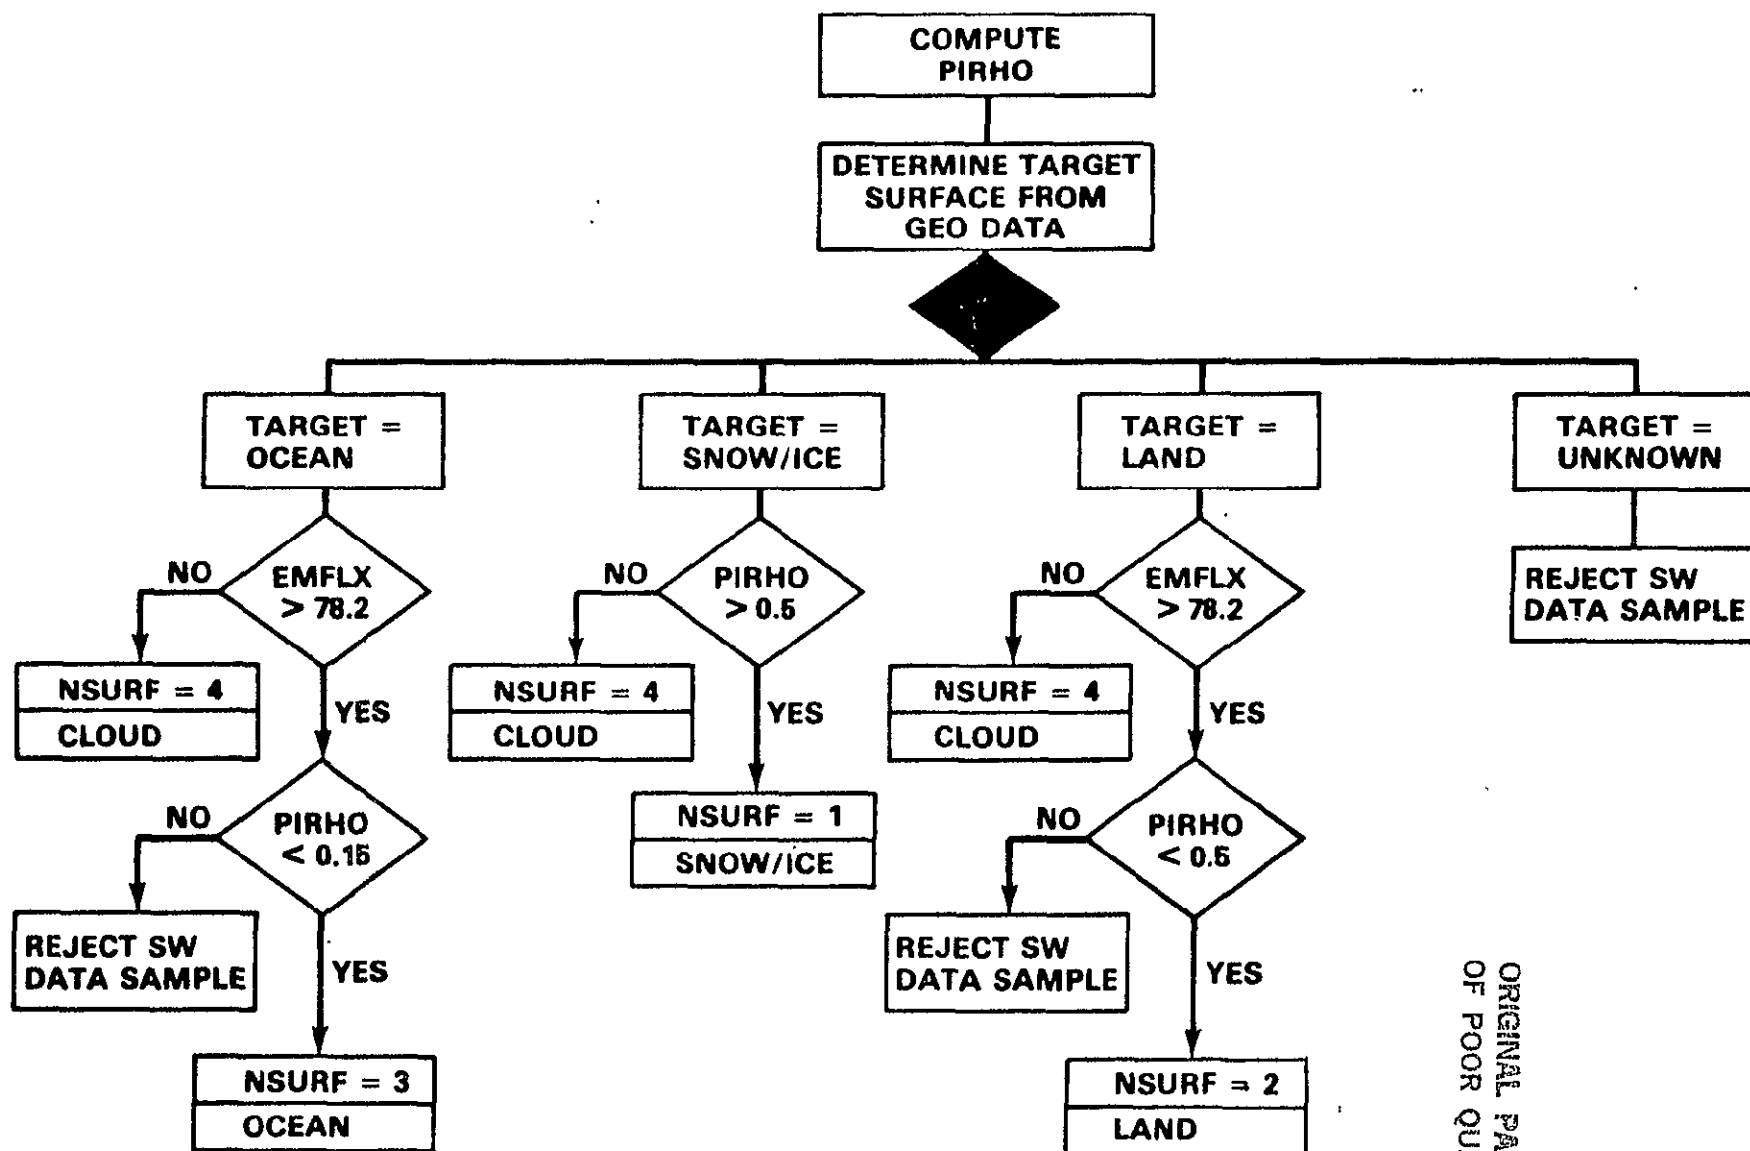 COMPUTE
PIRHO
DETERMINE TARGET
SURFACE FROM
GEO DATA
TARGET =
OCEAN
TARGET =
SNOW/ICE
TARGET =
LAND
TARGET =
UNKNOWN
NO
EMFLX
> 78.2
NO
PIRHO
> 0.5
NO
EMFLX
> 78.2
REJECT SW
DATA SAMPLE
NSURF = 4
CLOUD
YES
NSURF = 4
CLOUD
YES
NSURF = 4
CLOUD
YES
NO
PIRHO
< 0.15
NSURF = 1
SNOW/ICE
NO
PIRHO
< 0.5
REJECT SW
DATA SAMPLE
YES
REJECT SW
DATA SAMPLE
YES
NSURF = 3
OCEAN
NSURF = 2
LAND
ORIGINAL
OF POOR